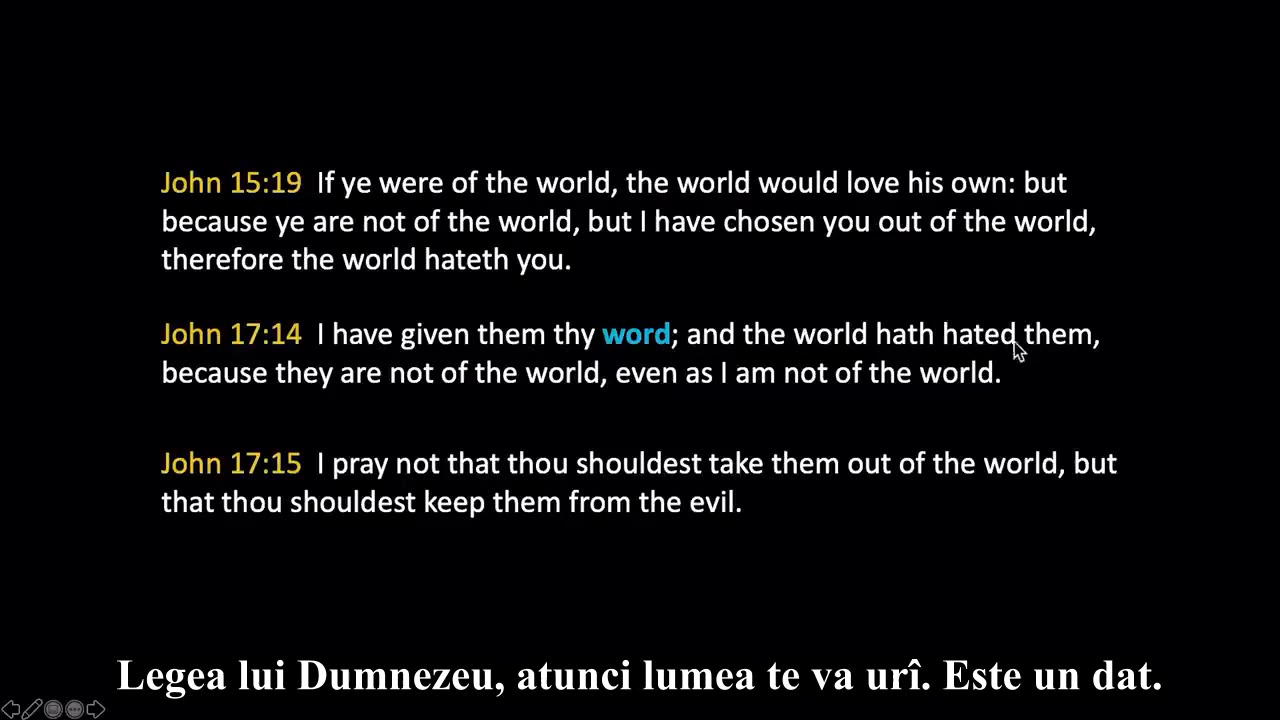 John 15:19 If ye were of the world, the world would love his own: but
because ye are not of the world, but I have chosen you out of the world,
therefore the world hateth you.
John 17:14 I have given them thy word; and the world hath hated them,
because they are not of the world, even as I am not of the world.
John 17:15 I pray not that thou shouldest take them out of the world, but
that thou shouldest keep them from the evil.
Legea lui Dumnezeu, atunci lumea te va urî. Este un dat.